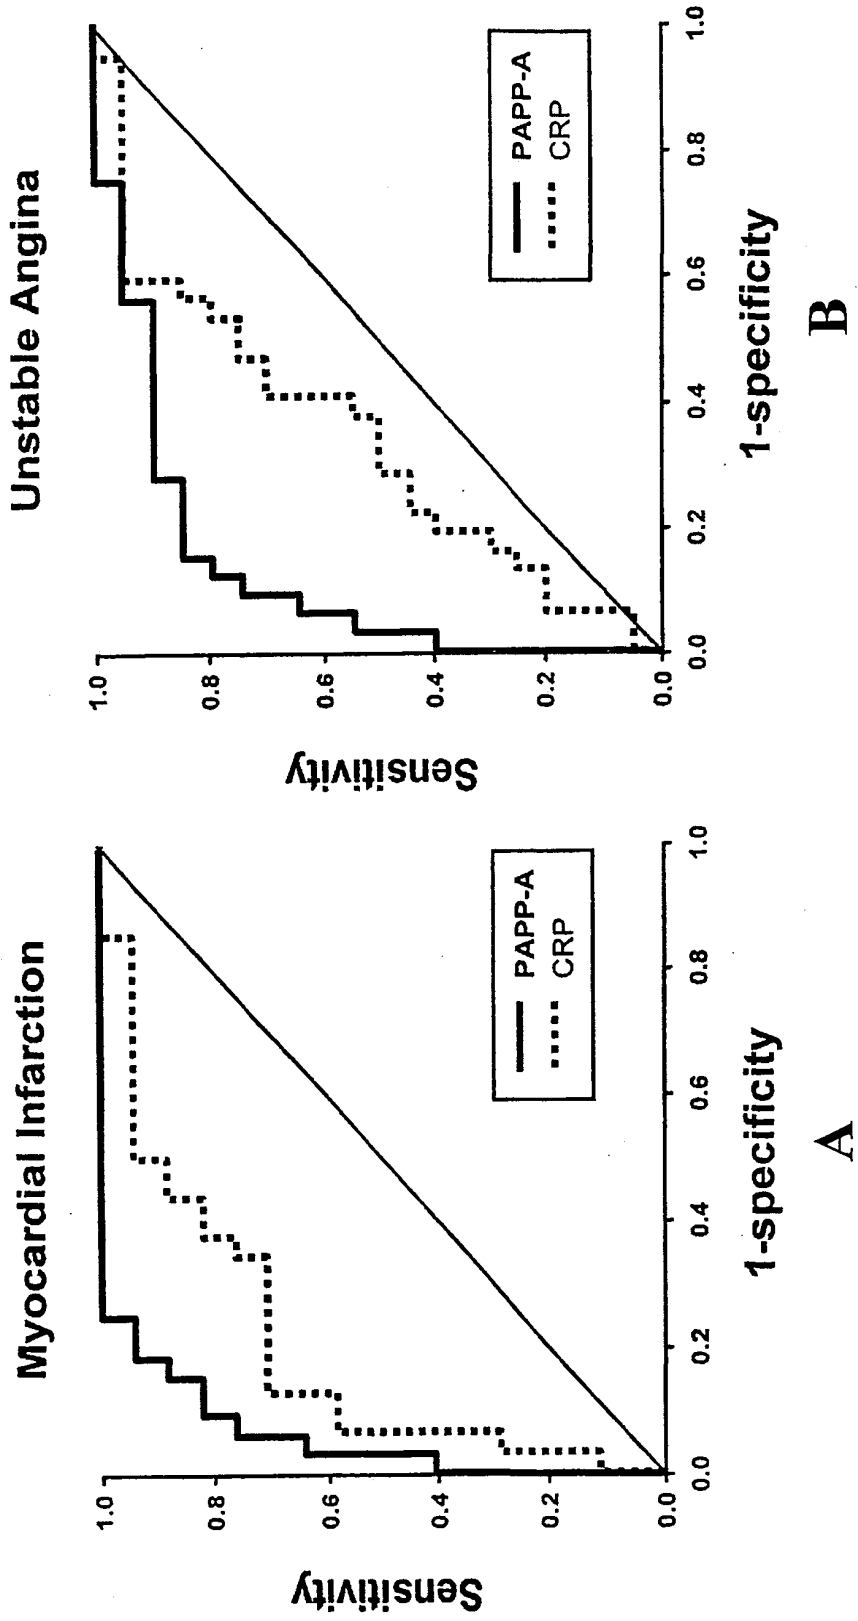 Myocardial Infarction
Sensitivity
1.0
0.8
0.6
0.4
0.2
0.0
PAPP-A
CRP
0.0 0.2 0.4 0.6 0.8 1.0
1-specificity
A
Unstable Angina
Sensitivity
1.0
0.8
0.6
0.4
0.2
0.0
PAPP-A
CRP
0.0 0.2 0.4 0.6 0.8 1.0
1-specificity
B